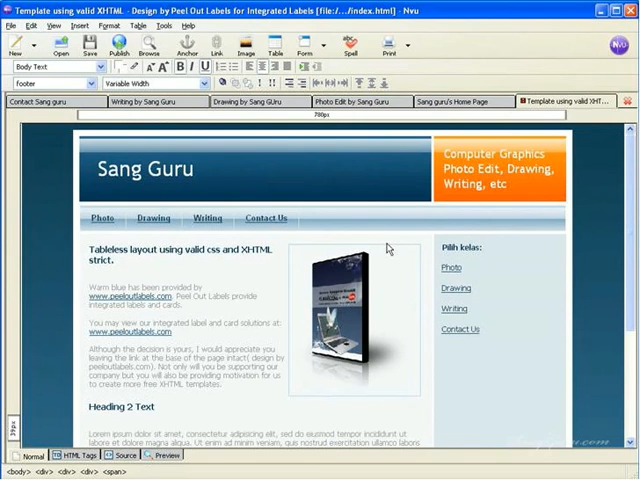 Template using valid XHTML - Design by Peel Out Labels for Integrated Labels [file:/.../index.html] - Nvu
File Edit View Insert Format Table Tools Help
New Open Save Publish Browse Anchor Link Image Table Form Spell Print Nvu
Body Text B I U
footer Variable Width
Contact Sang guru Writing by Sang Guru Drawing by Sang GUru Photo Edit by Sang Guru Sang guru's Home Page Template using valid XHT...
780px
Sang Guru
Computer Graphics
Photo Edit, Drawing,
Writing, etc
Photo Drawing Writing Contact Us
Tableless layout using valid css and XHTML
strict.
Warm blue has been provided by
www.peeloutlabels.com. Peel Out Labels provide
integrated labels and cards.
You may view our integrated label and card solutions at:
www.peeloutlabels.com
Although the decision is yours, I would appreciate you
leaving the link at the base of the page intact( design by
peeloutlabels.com). Not only will you be supporting our
company but you will also be providing motivation for us
to create more free XHTML templates.
Heading 2 Text
Lorem ipsum dolor sit amet, consectetur adipisicing elit, sed do eiusmod tempor incididunt ut
labore et dolore magna aliqua. Ut enim ad minim veniam, quis nostrud exercitation ullamco
Pilih kelas:
Photo
Drawing
Writing
Contact Us
39px
Normal HTML Tags Source Preview
<body> <div> <div> <div> <span>